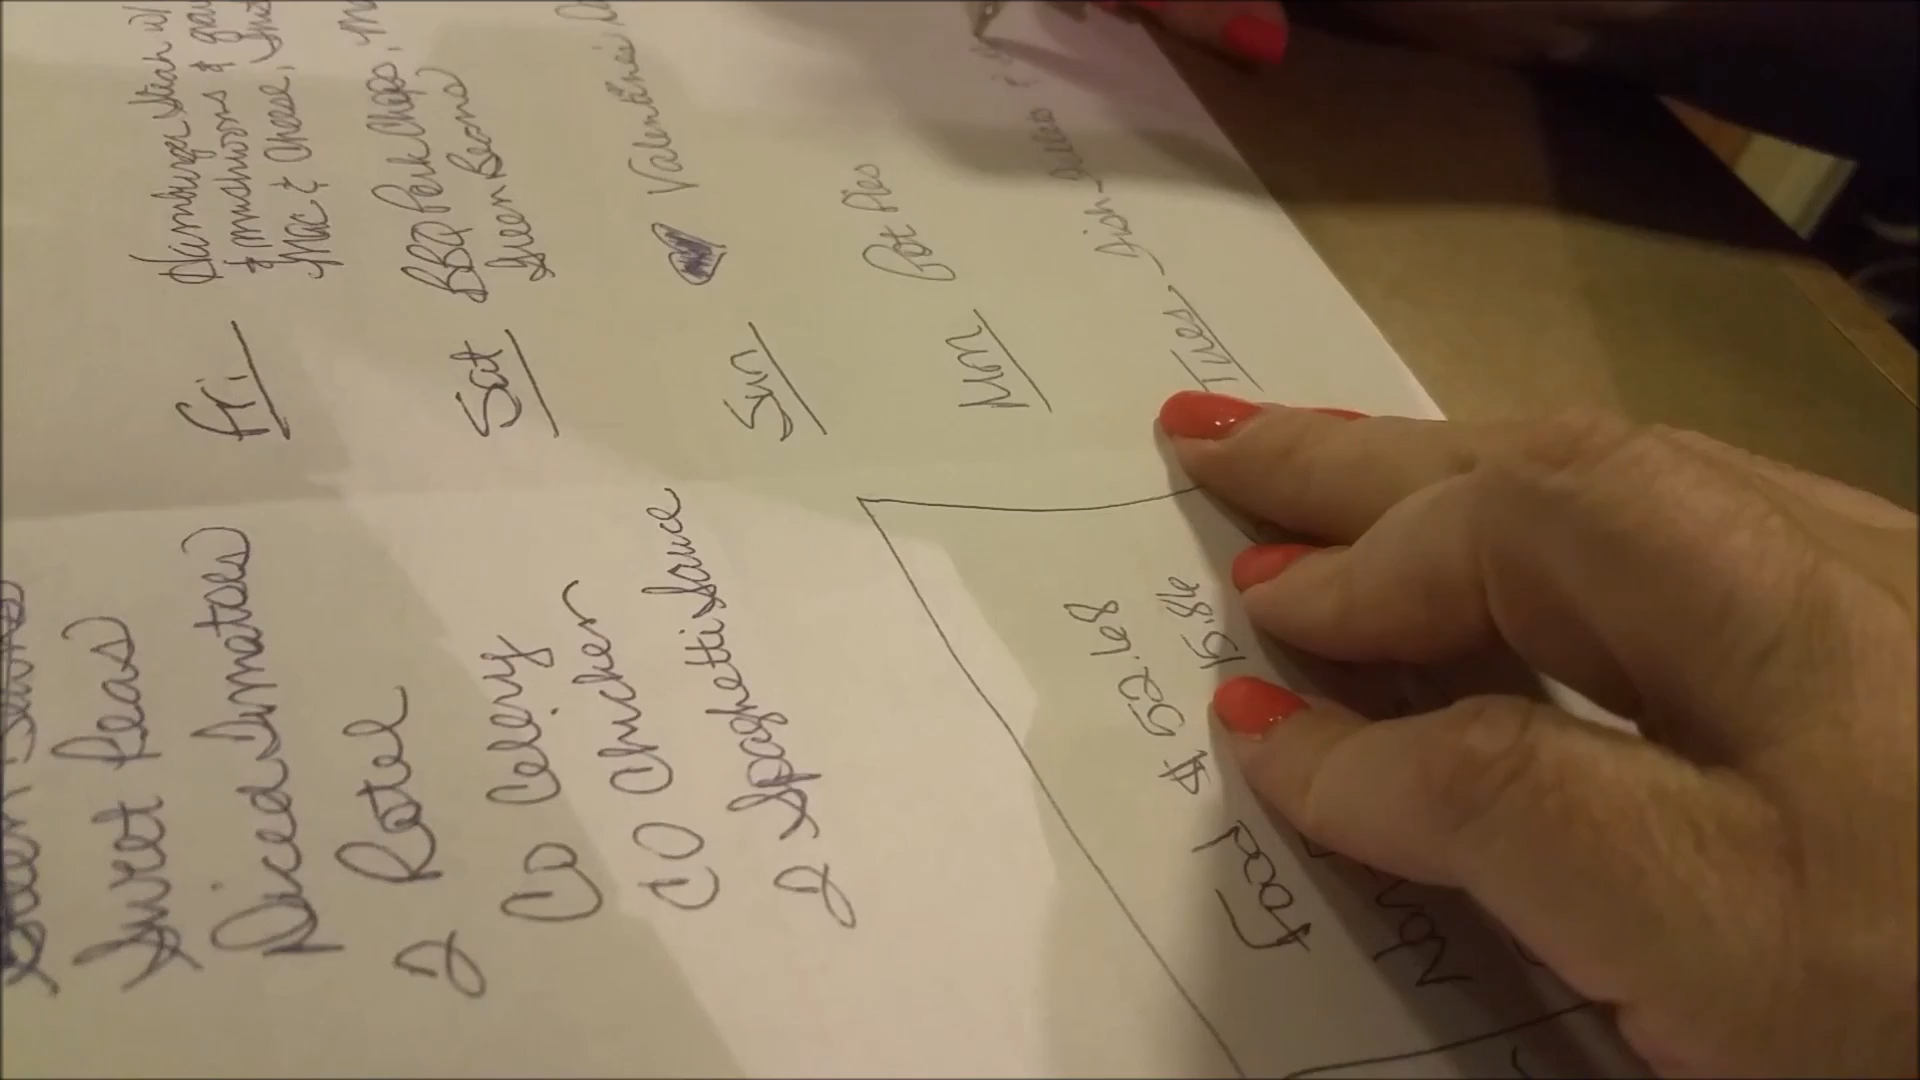 Fri. Hamburger Steak w/
& mushrooms &
Mac & Cheese,
Sat BBQ Pork Chops,
Green Beans
Sun Valentine's
Mon Pot Pies
Tues - Fish -
Sweet Peas
Diced Tomatoes
2 Rotel
CO Celery
CO Chicken
2 Spaghetti Sauce
Food $ 52.68
15.86